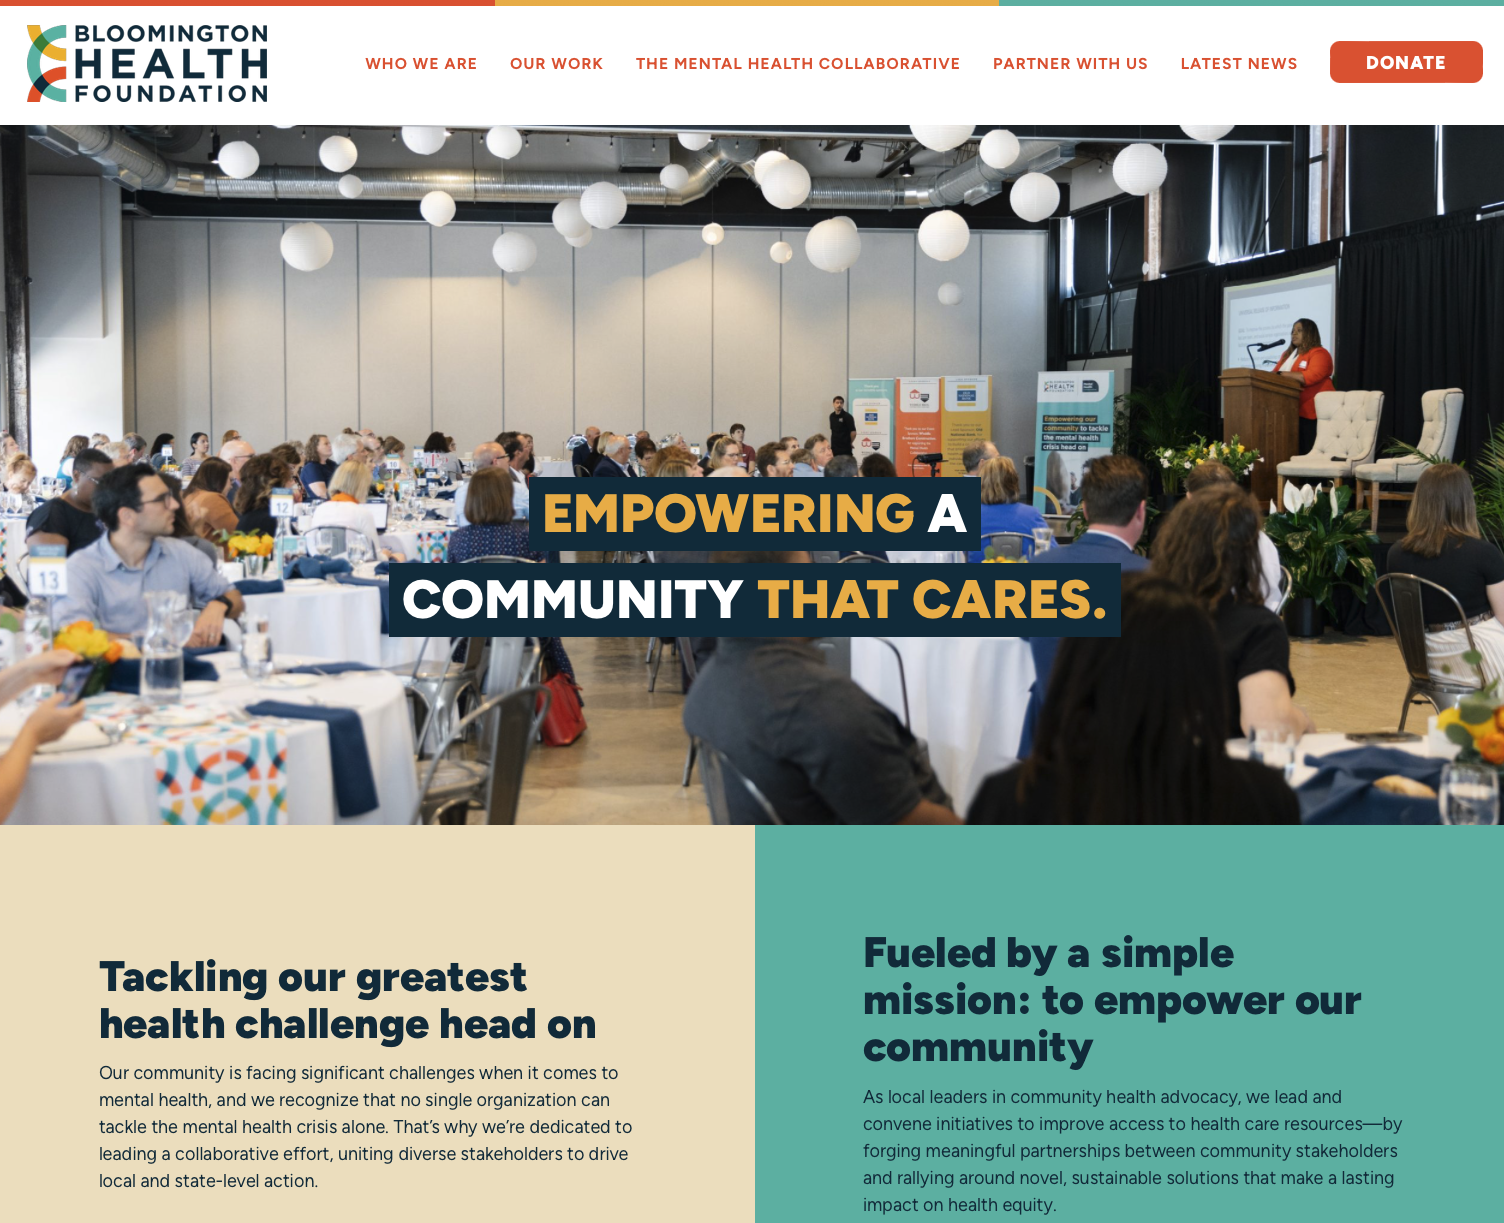 BLOOMINGTON
HEALTH
FOUNDATION
WHO WE ARE
OUR WORK
THE MENTAL HEALTH COLLABORATIVE
PARTNER WITH US
LATEST NEWS
DONATE
Empowering our
community to tackle
the mental health
crisis head on
12
13
EMPOWERING A
COMMUNITY THAT CARES.
Tackling our greatest
health challenge head on
Our community is facing significant challenges when it comes to
mental health, and we recognize that no single organization can
tackle the mental health crisis alone. That’s why we’re dedicated to
leading a collaborative effort, uniting diverse stakeholders to drive
local and state-level action.
Fueled by a simple
mission: to empower our
community
As local leaders in community health advocacy, we lead and
convene initiatives to improve access to health care resources—by
forging meaningful partnerships between community stakeholders
and rallying around novel, sustainable solutions that make a lasting
impact on health equity.